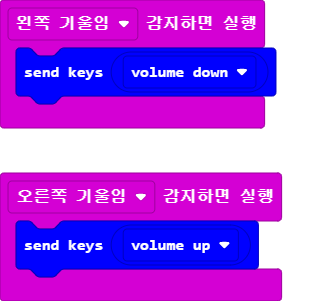 왼쪽 기울임 감지하면 실행
send keys volume down
오른쪽 기울임 감지하면 실행
send keys volume up